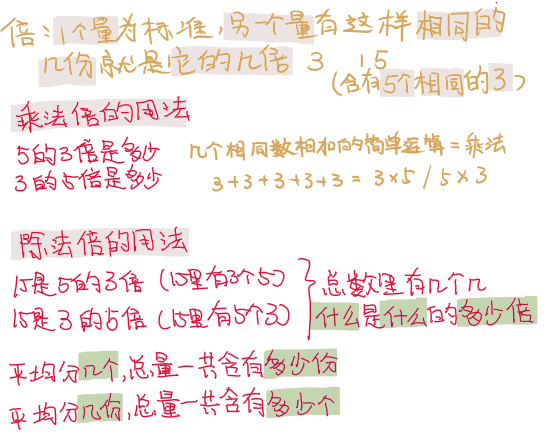 倍:1个量为标准,另一个量有这样相同的
几份就是它的几倍 3 15
(含有5个相同的3)
乘法倍的用法
5的3倍是多少
3的5倍是多少
几个相同数相加的简单运算=乘法
3+3+3+3+3=3×5/5×3
除法倍的用法
15是5的3倍(15里有3个5)
15是3的5倍(15里有5个3)
总数里有几个几
什么是什么的多少倍
平均分几个,总量一共含有多少份
平均分几份,总量一共含有多少个